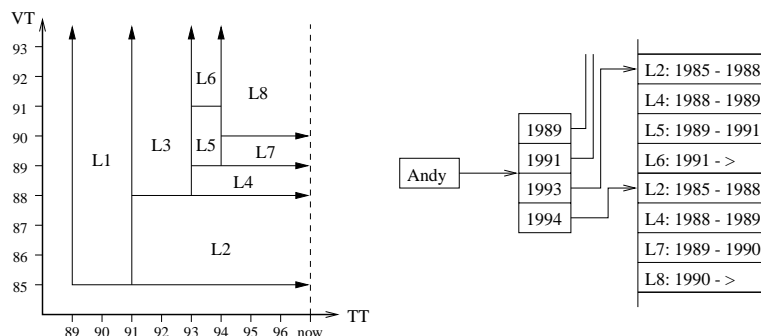 VT
93
92
91
90
89
88
87
86
85
L6
L8
L1
L3
L5
L7
L4
L2
89 90 91 92 93 94 95 96 now
TT
Andy
1989
1991
1993
1994
L2: 1985 - 1988
L4: 1988 - 1989
L5: 1989 - 1991
L6: 1991 - >
L2: 1985 - 1988
L4: 1988 - 1989
L7: 1989 - 1990
L8: 1990 - >